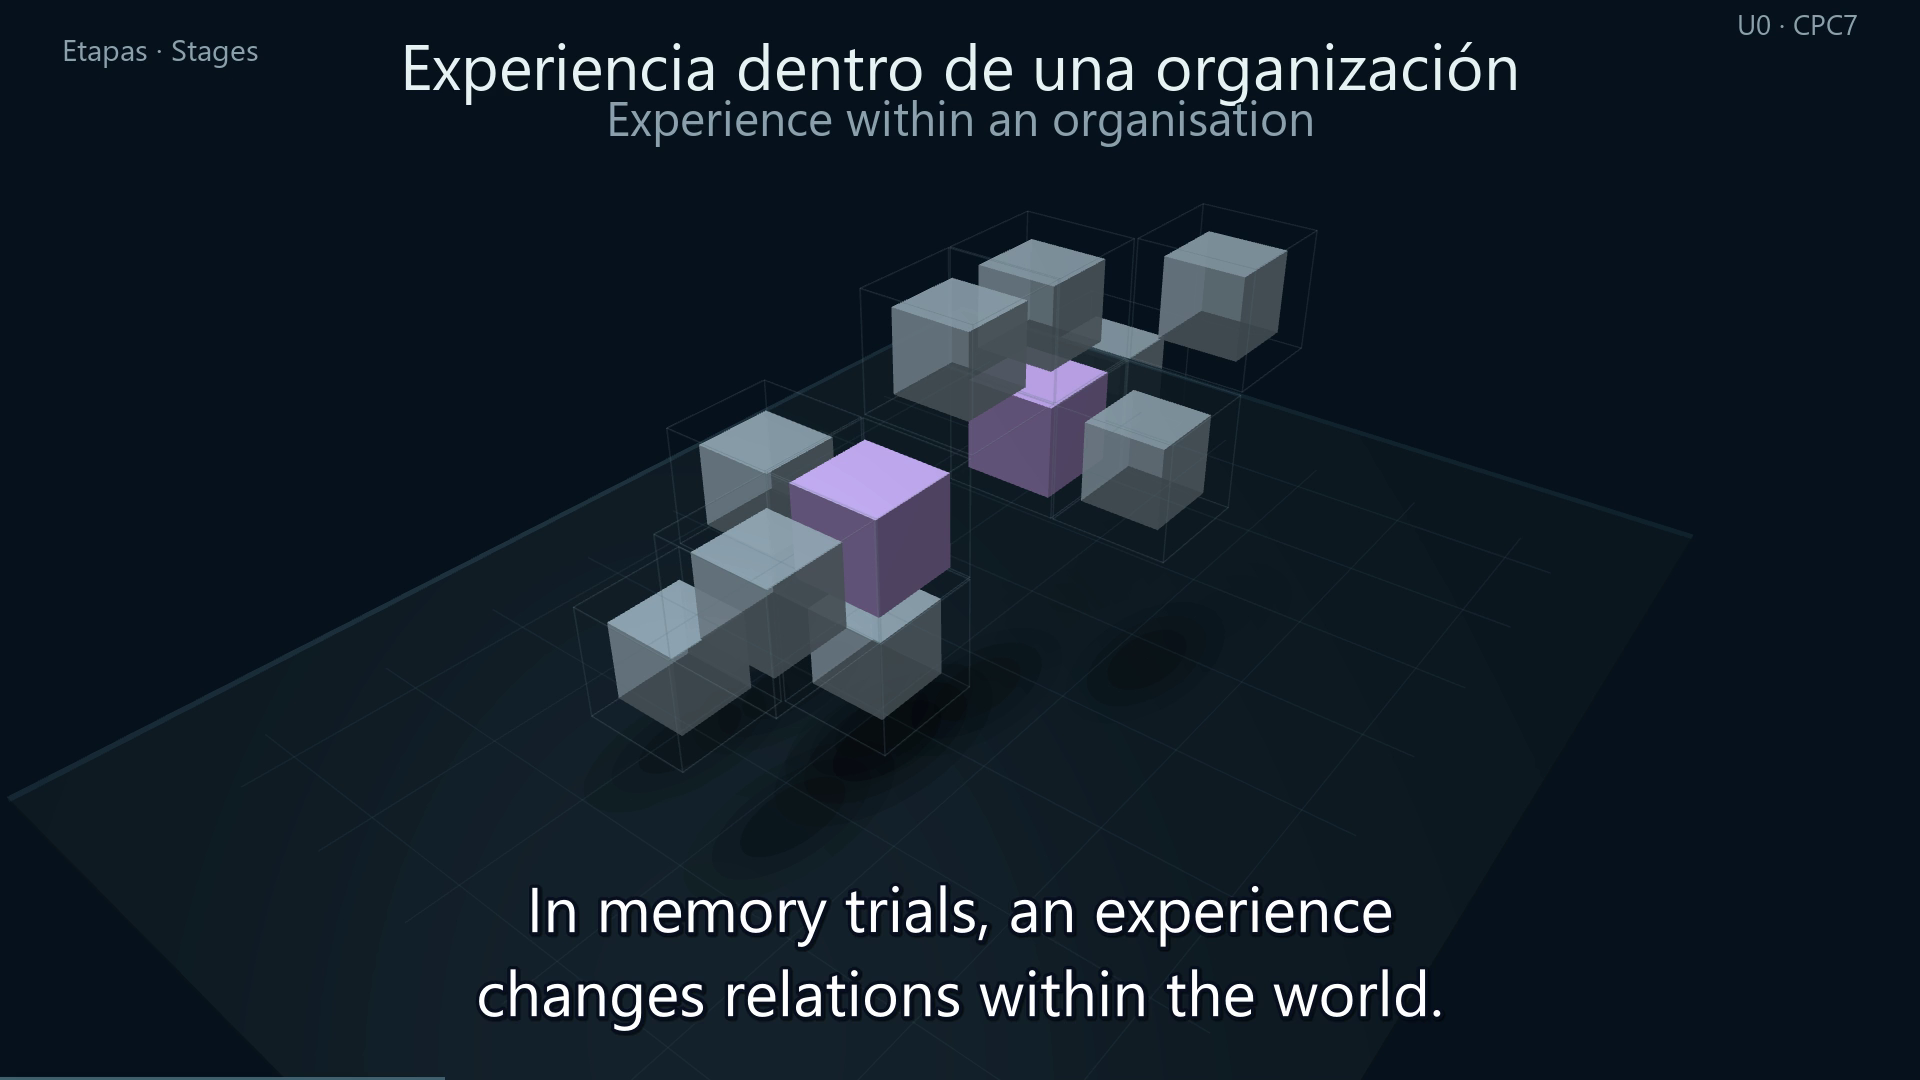 Etapas · Stages
U0 · CPC7
Experiencia dentro de una organización
Experience within an organisation
In memory trials, an experience
changes relations within the world.